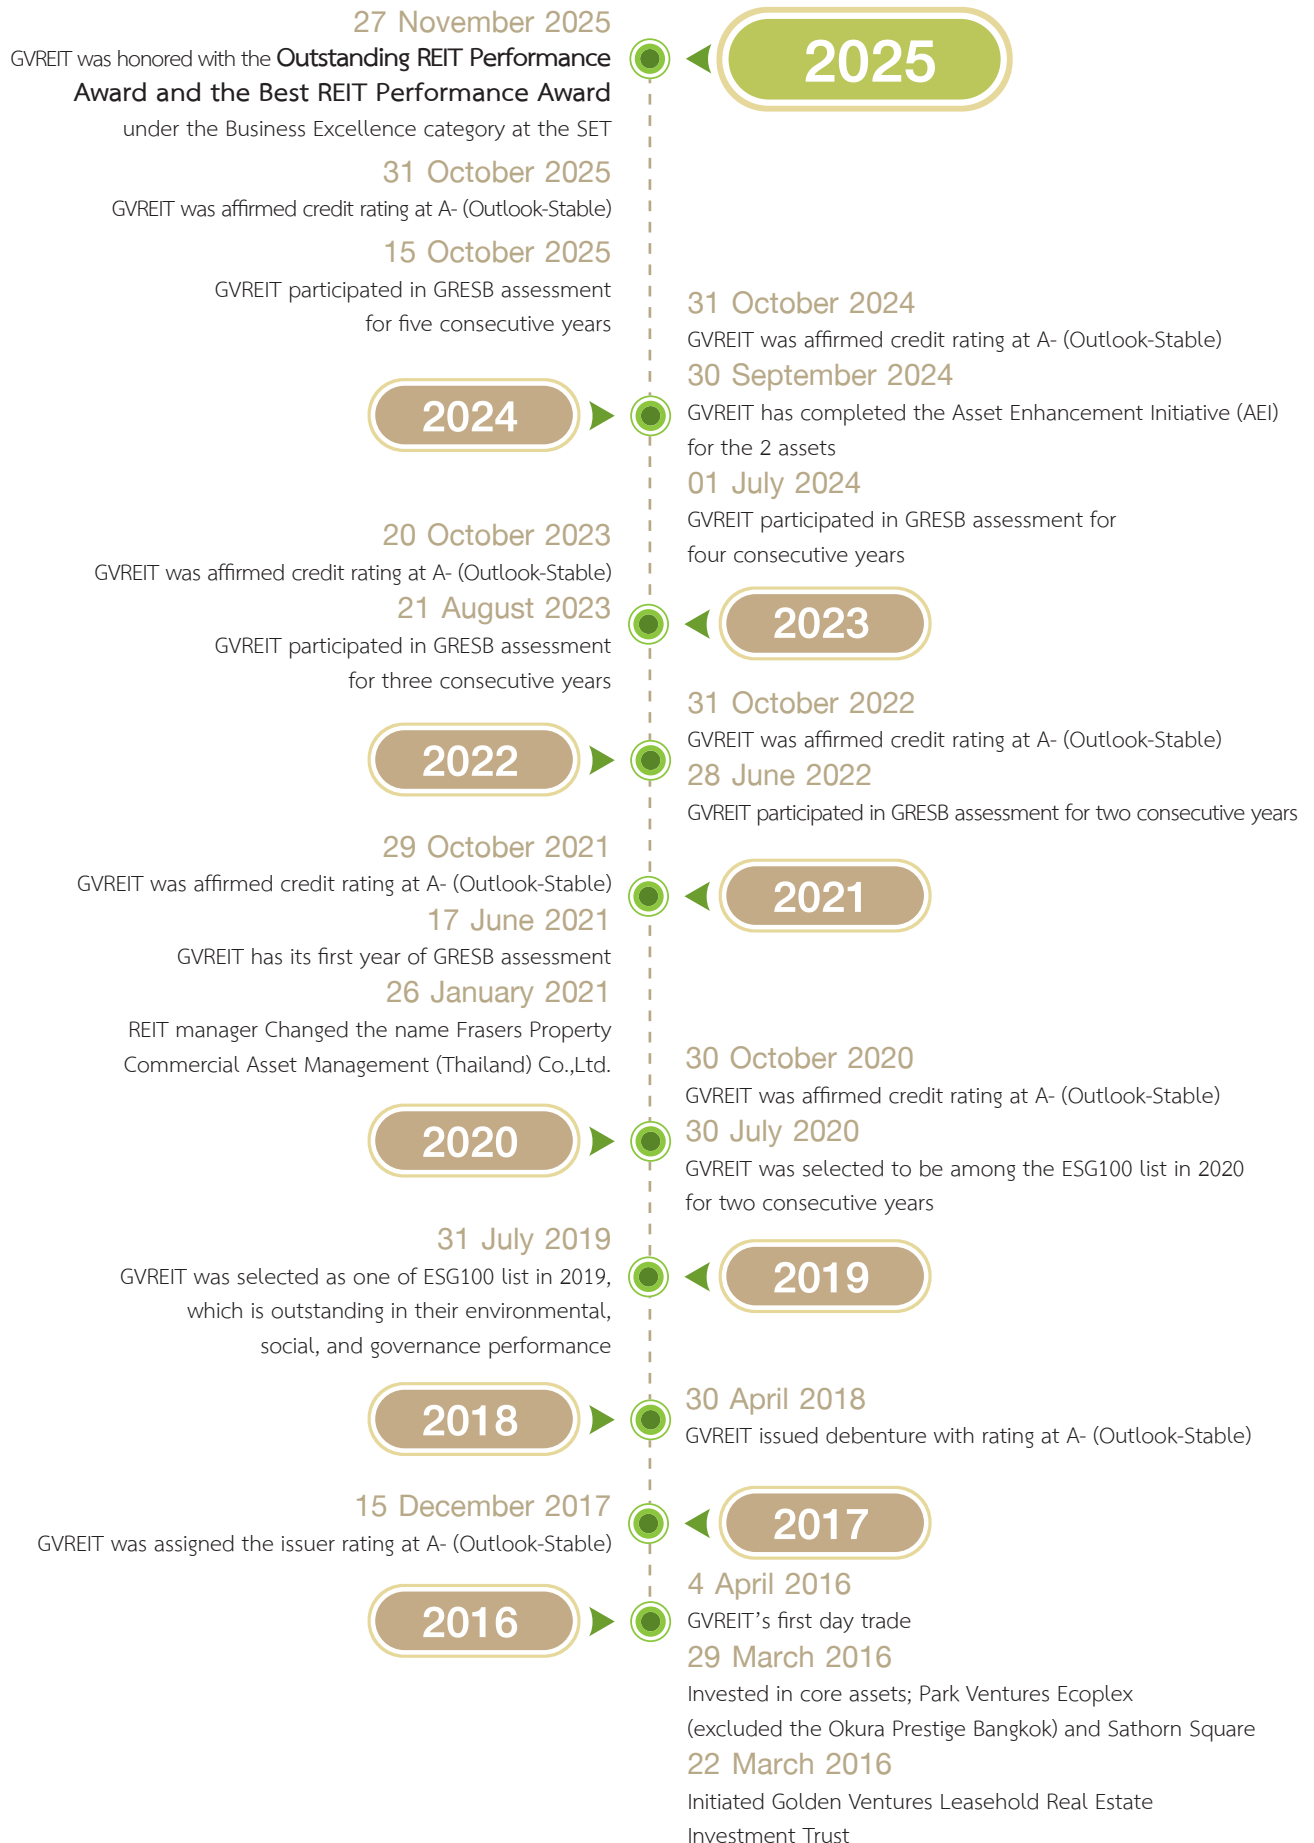 2025
27 November 2025
GVREIT was honored with the Outstanding REIT Performance
Award and the Best REIT Performance Award
under the Business Excellence category at the SET
31 October 2025
GVREIT was affirmed credit rating at A- (Outlook-Stable)
15 October 2025
GVREIT participated in GRESB assessment
for five consecutive years
2024
31 October 2024
GVREIT was affirmed credit rating at A- (Outlook-Stable)
30 September 2024
GVREIT has completed the Asset Enhancement Initiative (AEI)
for the 2 assets
01 July 2024
GVREIT participated in GRESB assessment for
four consecutive years
2023
20 October 2023
GVREIT was affirmed credit rating at A- (Outlook-Stable)
21 August 2023
GVREIT participated in GRESB assessment
for three consecutive years
2022
31 October 2022
GVREIT was affirmed credit rating at A- (Outlook-Stable)
28 June 2022
GVREIT participated in GRESB assessment for two consecutive years
2021
29 October 2021
GVREIT was affirmed credit rating at A- (Outlook-Stable)
17 June 2021
GVREIT has its first year of GRESB assessment
26 January 2021
REIT manager Changed the name Frasers Property
Commercial Asset Management (Thailand) Co.,Ltd.
2020
30 October 2020
GVREIT was affirmed credit rating at A- (Outlook-Stable)
30 July 2020
GVREIT was selected to be among the ESG100 list in 2020
for two consecutive years
2019
31 July 2019
GVREIT was selected as one of ESG100 list in 2019,
which is outstanding in their environmental,
social, and governance performance
2018
30 April 2018
GVREIT issued debenture with rating at A- (Outlook-Stable)
2017
15 December 2017
GVREIT was assigned the issuer rating at A- (Outlook-Stable)
2016
4 April 2016
GVREIT's first day trade
29 March 2016
Invested in core assets; Park Ventures Ecoplex
(excluded the Okura Prestige Bangkok) and Sathorn Square
22 March 2016
Initiated Golden Ventures Leasehold Real Estate
Investment Trust